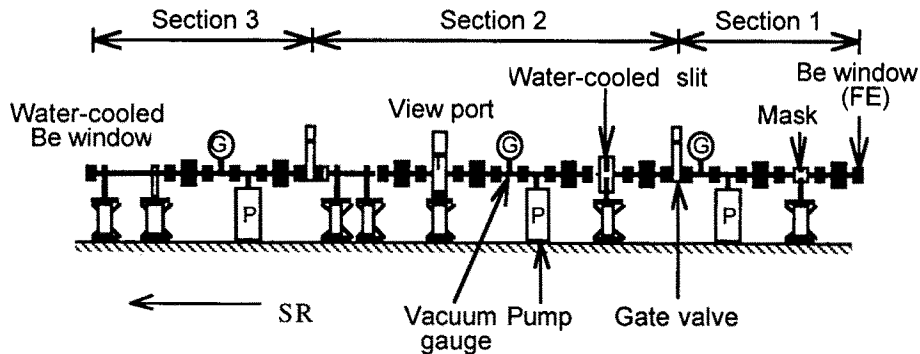 Section 3
Section 2
Section 1
Water-cooled slit
Be window
(FE)
Water-cooled
Be window
View port
Mask
G
G
G
P
P
P
SR
Vacuum
gauge
Pump
Gate valve